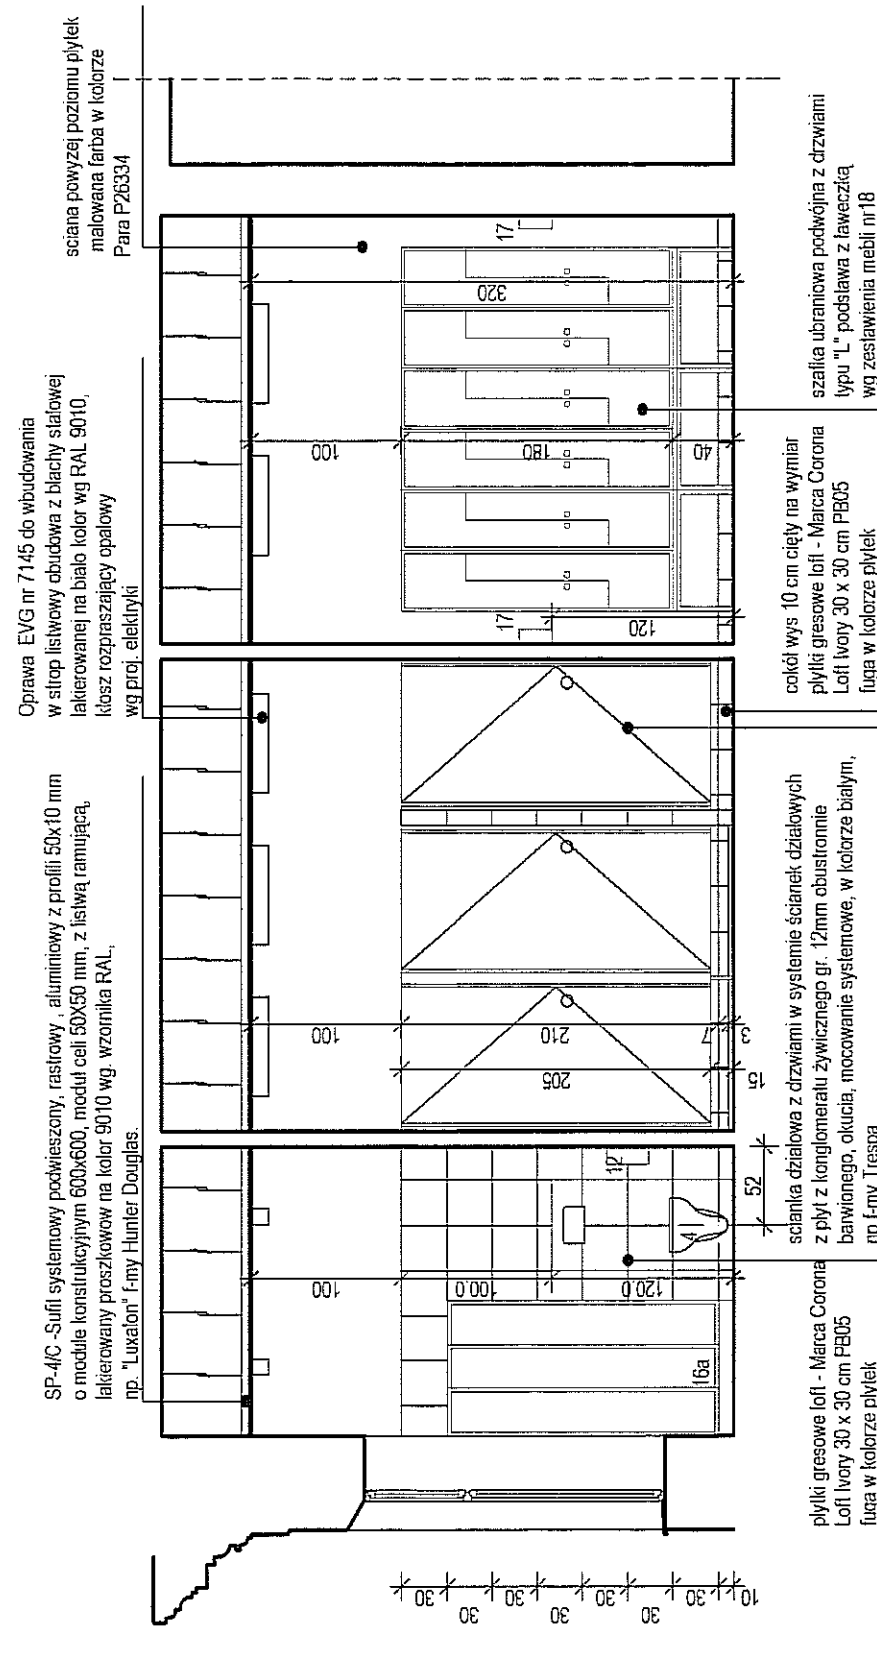 SP-4/C -Sufit systemowy podwieszony, rastrowy , aluminiowy z profili 50x10 mm
o module konstrukcyjnym 600x600, moduł celi 50X50 mm, z listwą ramującą,
lakierowany proszkowow na kolor 9010 wg. wzornika RAL,
np. "Luxalon" f-my Hunter Douglas.
Oprawa EVG nr 7145 do wbudowania
w strop listwowy obudowa z blachy stalowej
lakierowanej na biało kolor wg RAL 9010,
klosz rozpraszający opalowy
wg proj. elektryki
sciana powyzej poziomu płytek
malowana farba w kolorze
Para P26334
100
100.0
120.0
16a
4
12
52
100
210
205
7
3
15
100
180
40
320
120
17
17
30
30
30
30
30
30
30
10
płytki gresowe loft - Marca Corona
Loft Ivory 30 x 30 cm PB05
fuga w kolorze płytek
scianka działowa z drzwiami w systemie ścianek działowych
z płyt z konglomeratu żywicznego gr. 12mm obustronnie
barwionego, okucia, mocowanie systemowe, w kolorze białym,
np f-my Trespa
cokół wys 10 cm cięty na wymiar
płytki gresowe loft - Marca Corona
Loft Ivory 30 x 30 cm PB05
fuga w kolorze płytek
szafka ubraniowa podwójna z drzwiami
typu "L" podstawa z ławeczką
wg zestawienia mebli nr18